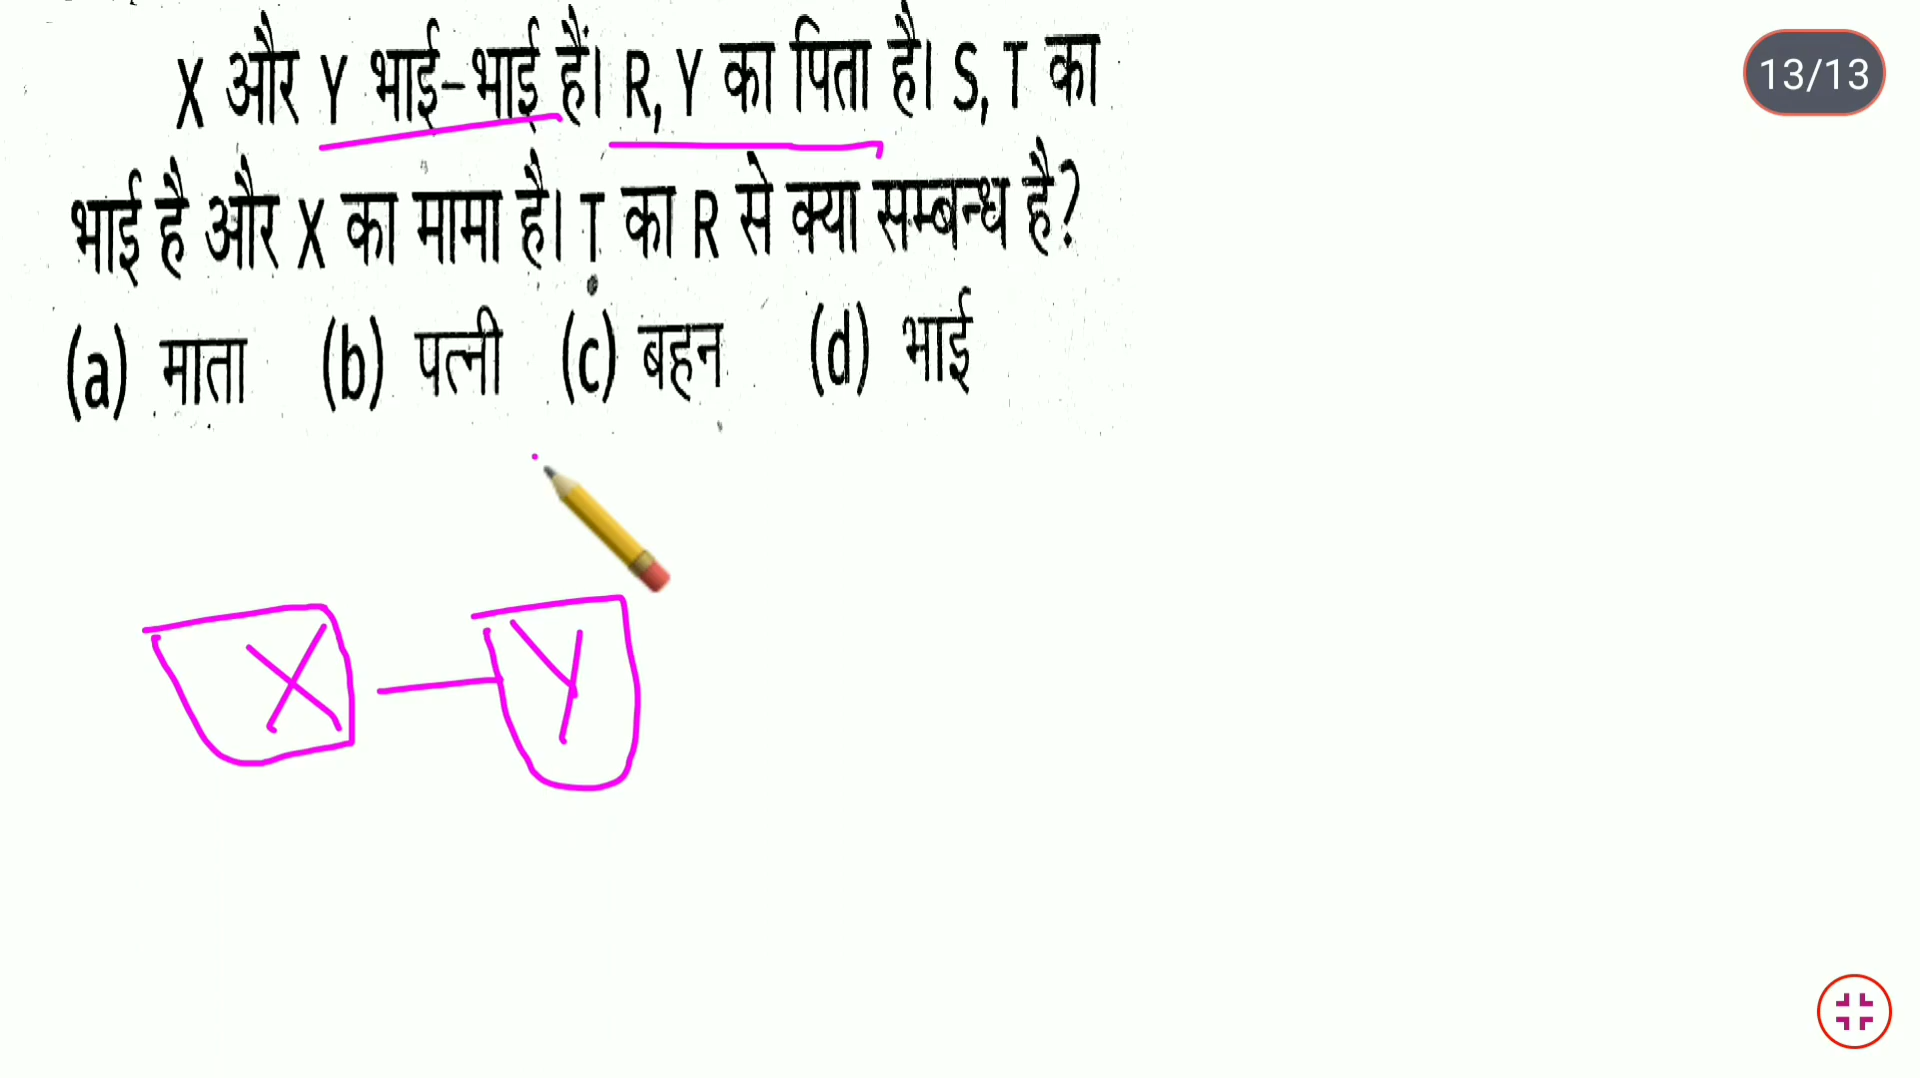 X और Y भाई-भाई हैं। R, Y का पिता है। S, T का
भाई है और X का मामा है। T का R से क्या सम्बन्ध है?
(a) माता (b) पत्नी (c) बहन (d) भाई
X — Y
13/13